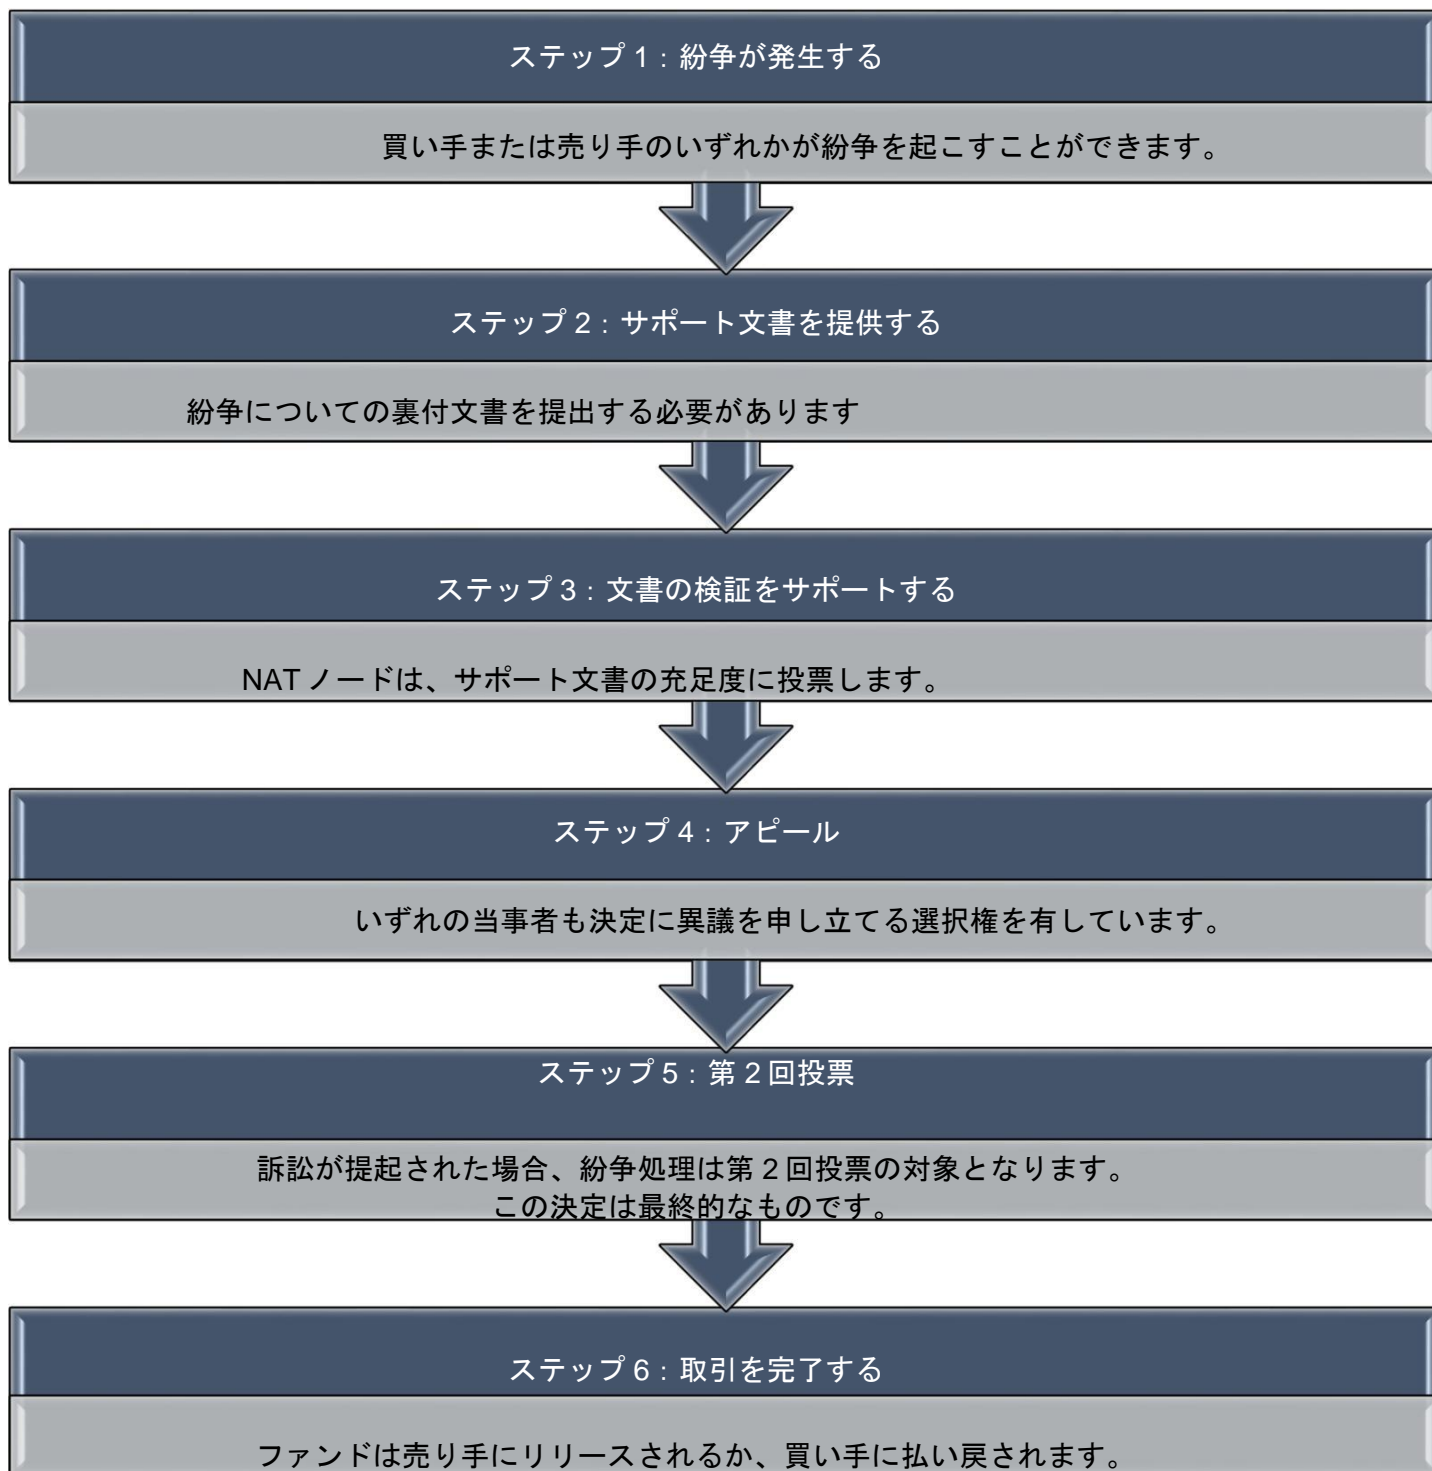 ステップ 1：紛争が発生する
買い手または売り手のいずれかが紛争を起こすことができます。
ステップ 2：サポート文書を提供する
紛争についての裏付文書を提出する必要があります
ステップ 3：文書の検証をサポートする
NAT ノードは、サポート文書の充足度に投票します。
ステップ 4：アピール
いずれの当事者も決定に異議を申し立てる選択権を有しています。
ステップ 5：第 2 回投票
訴訟が提起された場合、紛争処理は第 2 回投票の対象となります。
この決定は最終的なものです。
ステップ 6：取引を完了する
ファンドは売り手にリリースされるか、買い手に払い戻されます。